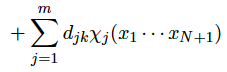 $+ \sum_{j=1}^{m} d_{jk} \chi_j (x_1 \cdots x_{N+1})$